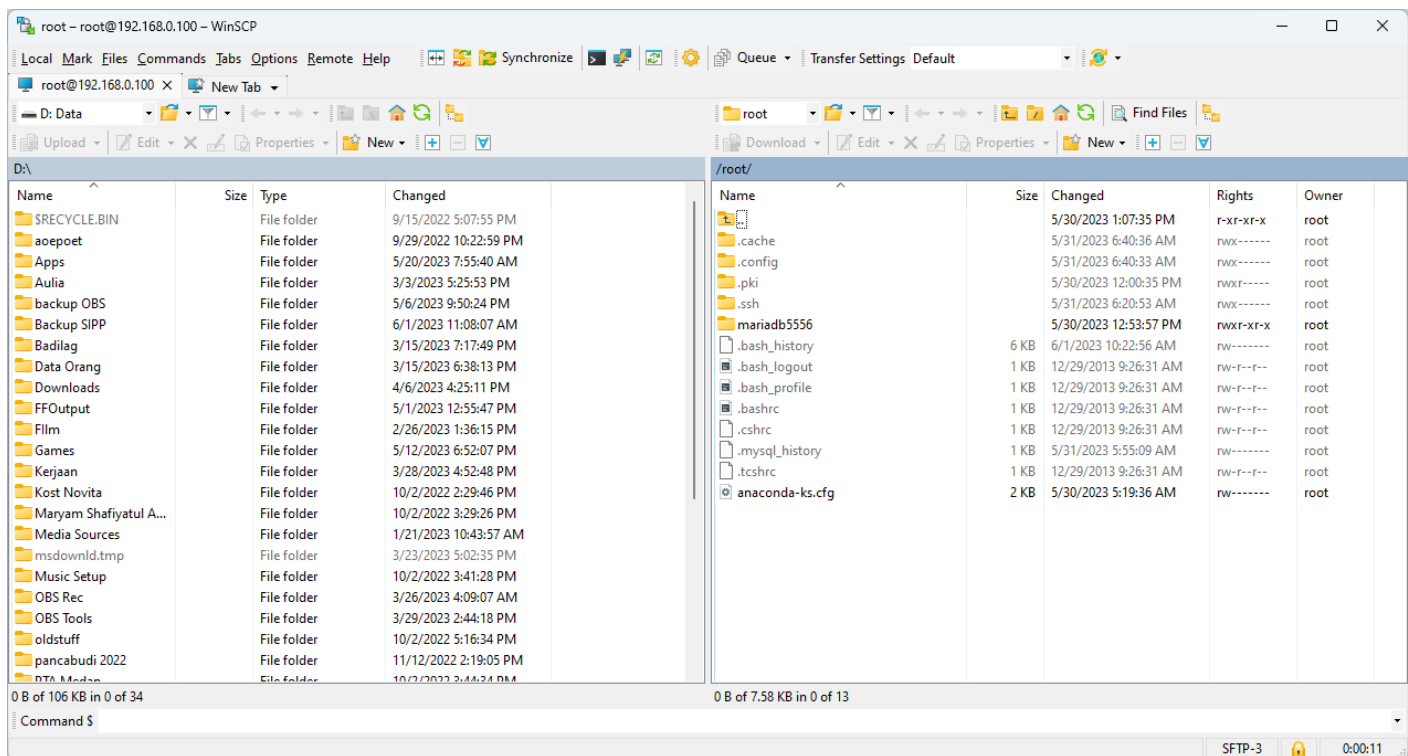 root – root@192.168.0.100 – WinSCP
Local Mark Files Commands Tabs Options Remote Help Synchronize Queue Transfer Settings Default
root@192.168.0.100 × New Tab
D: Data
root Find Files
Upload Edit Properties New
Download Edit Properties New
D:\
Name Size Type Changed
$RECYCLE.BIN File folder 9/15/2022 5:07:55 PM
aoepoet File folder 9/29/2022 10:22:59 PM
Apps File folder 5/20/2023 7:55:40 AM
Aulia File folder 3/3/2023 5:25:53 PM
backup OBS File folder 5/6/2023 9:50:24 PM
Backup SIPP File folder 6/1/2023 11:08:07 AM
Badilag File folder 3/15/2023 7:17:49 PM
Data Orang File folder 3/15/2023 6:38:13 PM
Downloads File folder 4/6/2023 4:25:11 PM
FFOutput File folder 5/1/2023 12:55:47 PM
FIlm File folder 2/26/2023 1:36:15 PM
Games File folder 5/12/2023 6:52:07 PM
Kerjaan File folder 3/28/2023 4:52:48 PM
Kost Novita File folder 10/2/2022 2:29:46 PM
Maryam Shafiyatul A... File folder 10/2/2022 3:29:26 PM
Media Sources File folder 1/21/2023 10:43:57 AM
msdownld.tmp File folder 3/23/2023 5:02:35 PM
Music Setup File folder 10/2/2022 3:41:28 PM
OBS Rec File folder 3/26/2023 4:09:07 AM
OBS Tools File folder 3/29/2023 2:44:18 PM
oldstuff File folder 10/2/2022 5:16:34 PM
pancabudi 2022 File folder 11/12/2022 2:19:05 PM
PTA Medan File folder 10/2/2022 3:44:34 PM
0 B of 106 KB in 0 of 34
/root/
Name Size Changed Rights Owner
.. 5/30/2023 1:07:35 PM r-xr-xr-x root
.cache 5/31/2023 6:40:36 AM rwx------ root
.config 5/31/2023 6:40:33 AM rwx------ root
.pki 5/30/2023 12:00:35 PM rwxr----- root
.ssh 5/31/2023 6:20:53 AM rwx------ root
mariadb5556 5/30/2023 12:53:57 PM rwxr-xr-x root
.bash_history 6 KB 6/1/2023 10:22:56 AM rw------- root
.bash_logout 1 KB 12/29/2013 9:26:31 AM rw-r--r-- root
.bash_profile 1 KB 12/29/2013 9:26:31 AM rw-r--r-- root
.bashrc 1 KB 12/29/2013 9:26:31 AM rw-r--r-- root
.cshrc 1 KB 12/29/2013 9:26:31 AM rw-r--r-- root
.mysql_history 1 KB 5/31/2023 5:55:09 AM rw------- root
.tcshrc 1 KB 12/29/2013 9:26:31 AM rw-r--r-- root
anaconda-ks.cfg 2 KB 5/30/2023 5:19:36 AM rw------- root
0 B of 7.58 KB in 0 of 13
Command $
SFTP-3 0:00:11